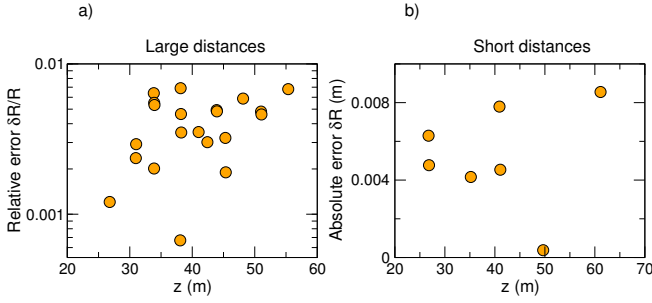 a)
b)
Large distances
Short distances
Relative error δR/R
0.01
0.001
20 30 40 50 60
z (m)
Absolute error δR (m)
0.008
0.004
0
20 30 40 50 60 70
z (m)